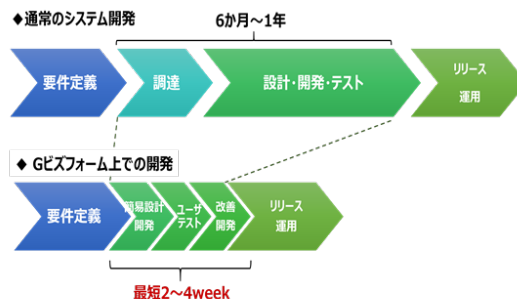 ◆通常のシステム開発
6か月～1年
要件定義
調達
設計・開発・テスト
リリース
運用
◆ Gビズフォーム上での開発
要件定義
簡易設計
開発
ユーザ
テスト
改善
開発
リリース
運用
最短2～4week